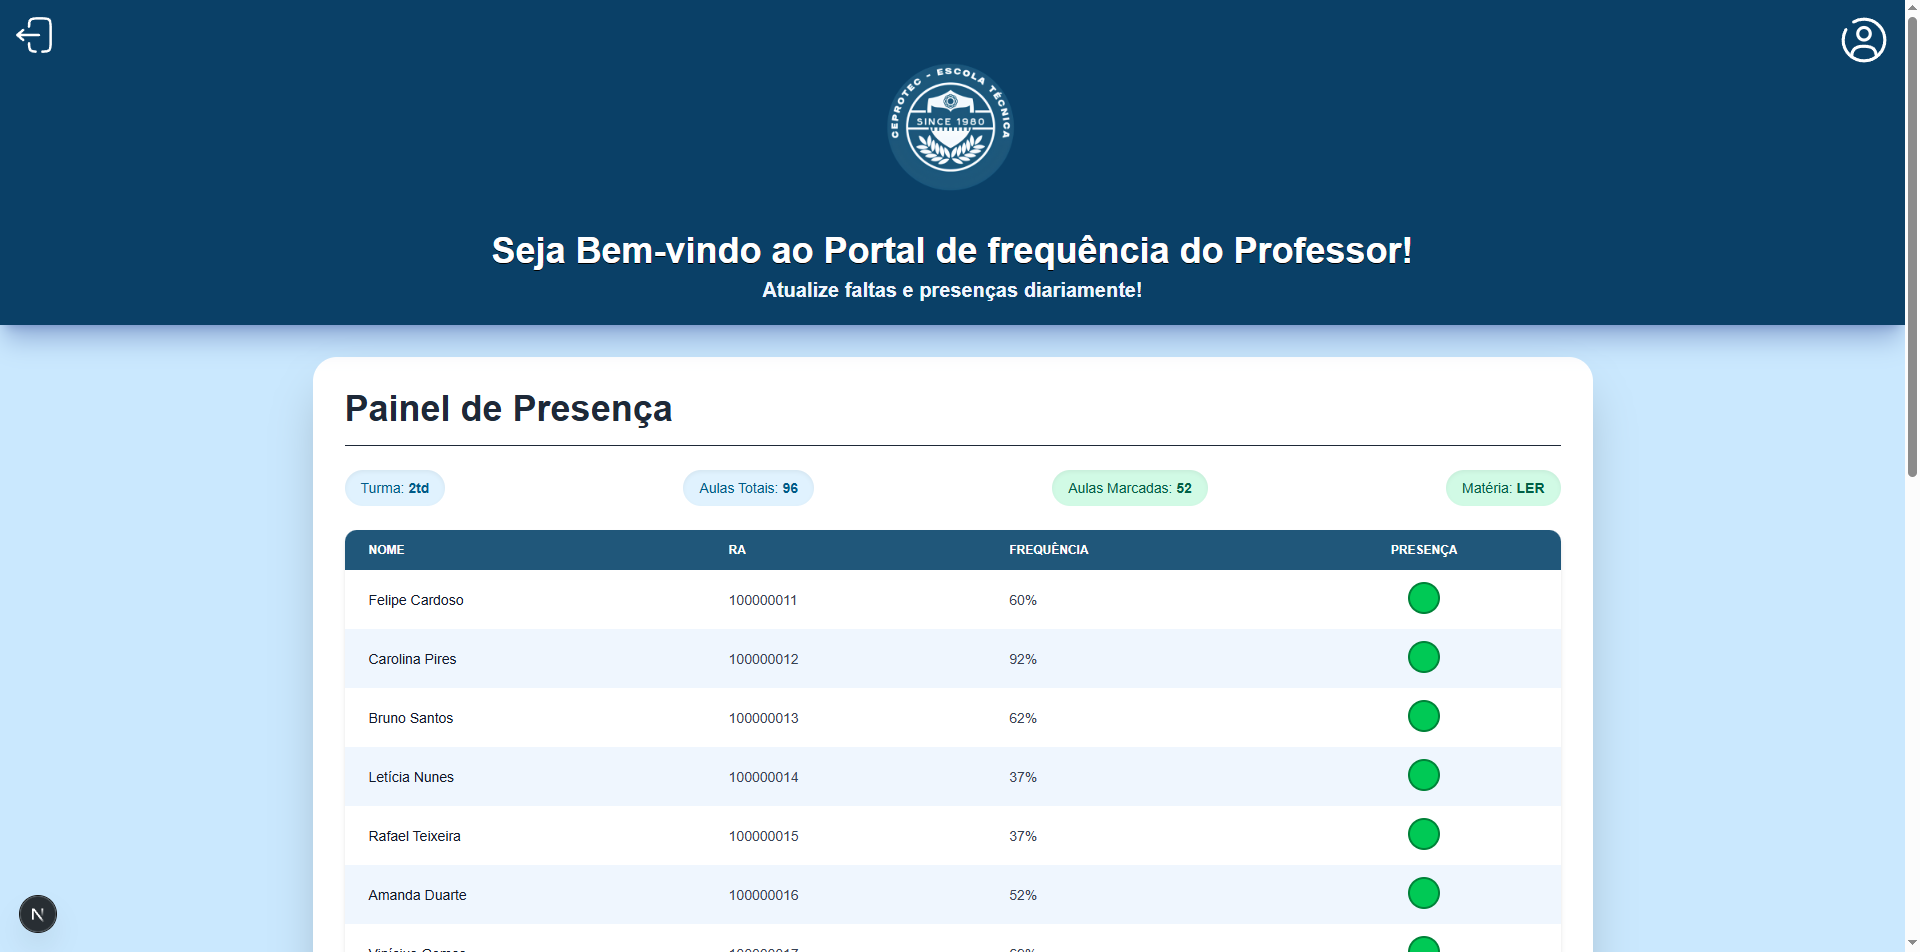 CEPROTEC - ESCOLA TÉCNICA
SINCE 1980
Seja Bem-vindo ao Portal de frequência do Professor!
Atualize faltas e presenças diariamente!
Painel de Presença
Turma: 2td Aulas Totais: 96 Aulas Marcadas: 52 Matéria: LER
NOME RA FREQUÊNCIA PRESENÇA
Felipe Cardoso 100000011 60%
Carolina Pires 100000012 92%
Bruno Santos 100000013 62%
Letícia Nunes 100000014 37%
Rafael Teixeira 100000015 37%
Amanda Duarte 100000016 52%
N